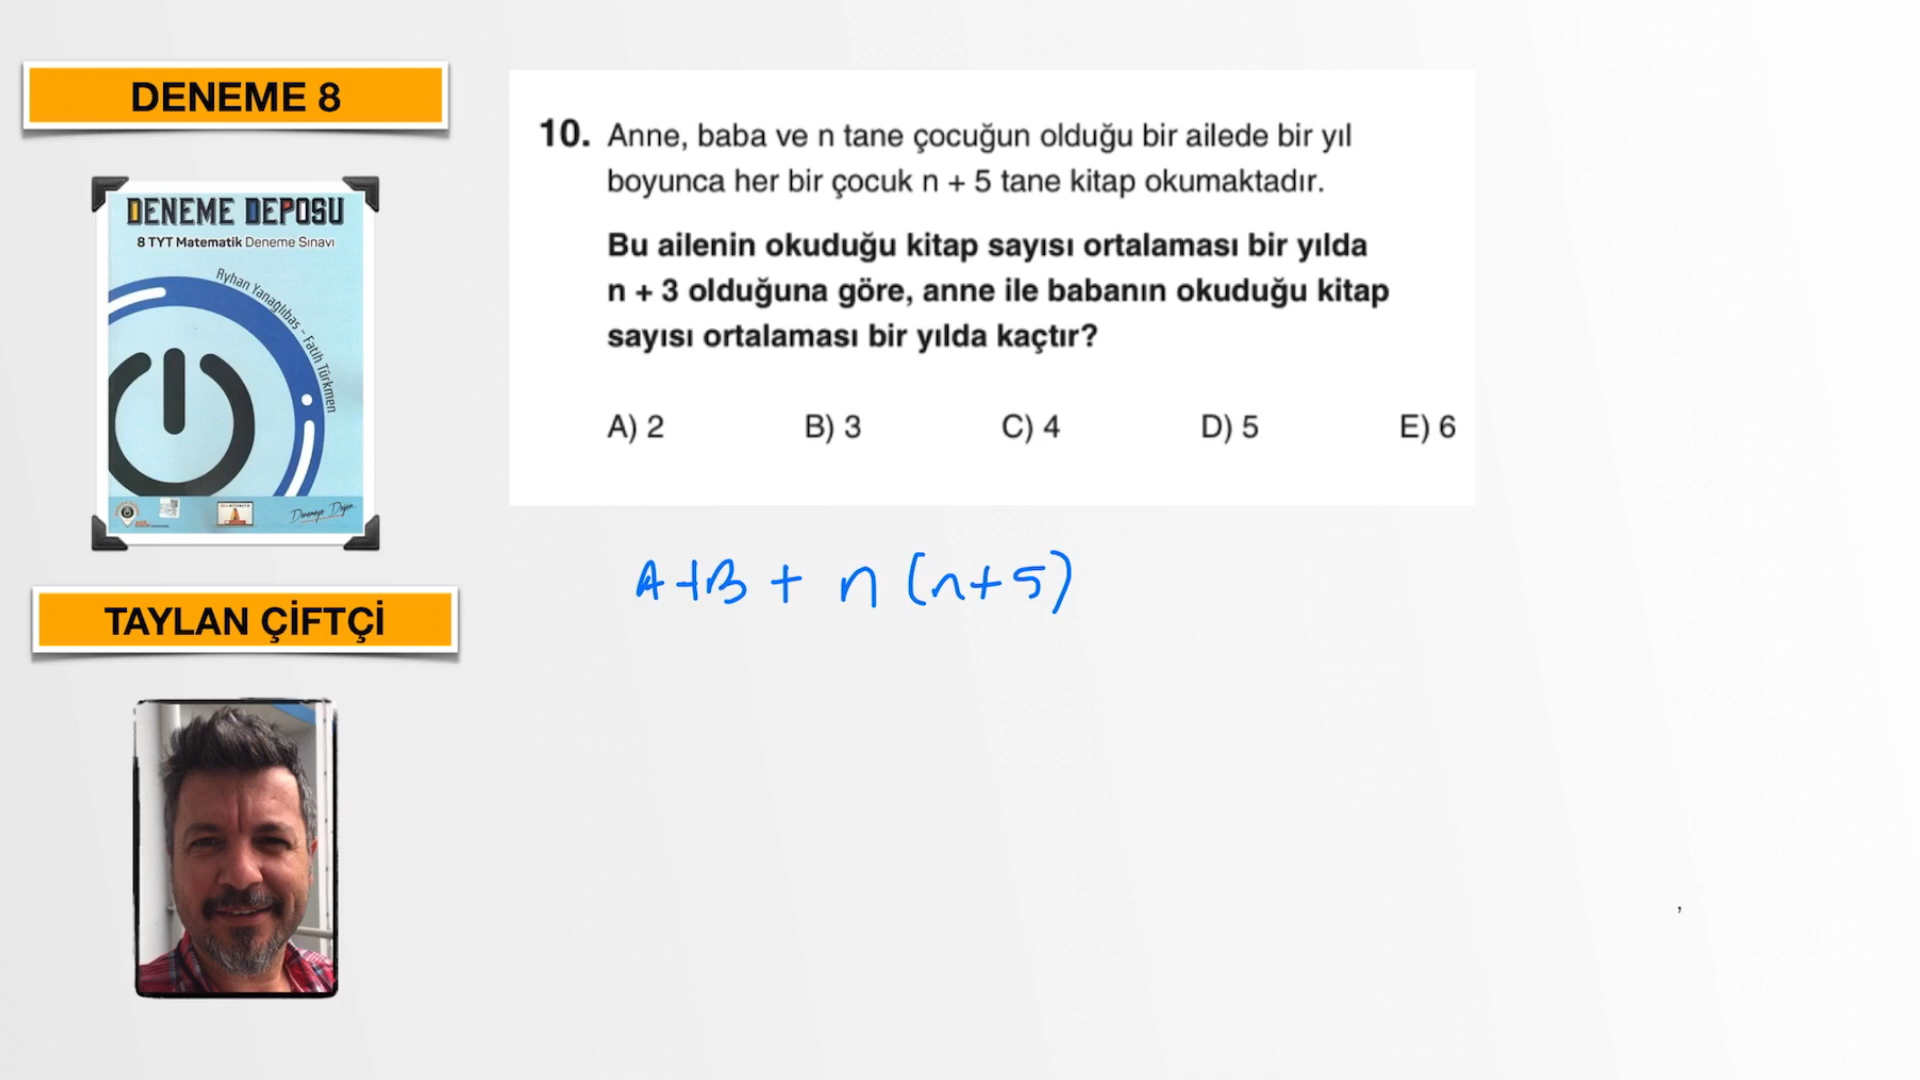 DENEME 8
DENEME DEPOSU
8 TYT Matematik Deneme Sınavı
Ayhan Yanağlıbaş - Fatih Türkmen
TAYLAN ÇİFTÇİ
10. Anne, baba ve n tane çocuğun olduğu bir ailede bir yıl
boyunca her bir çocuk n + 5 tane kitap okumaktadır.
Bu ailenin okuduğu kitap sayısı ortalaması bir yılda
n + 3 olduğuna göre, anne ile babanın okuduğu kitap
sayısı ortalaması bir yılda kaçtır?
A) 2 B) 3 C) 4 D) 5 E) 6
A+B + n (n+5)
,